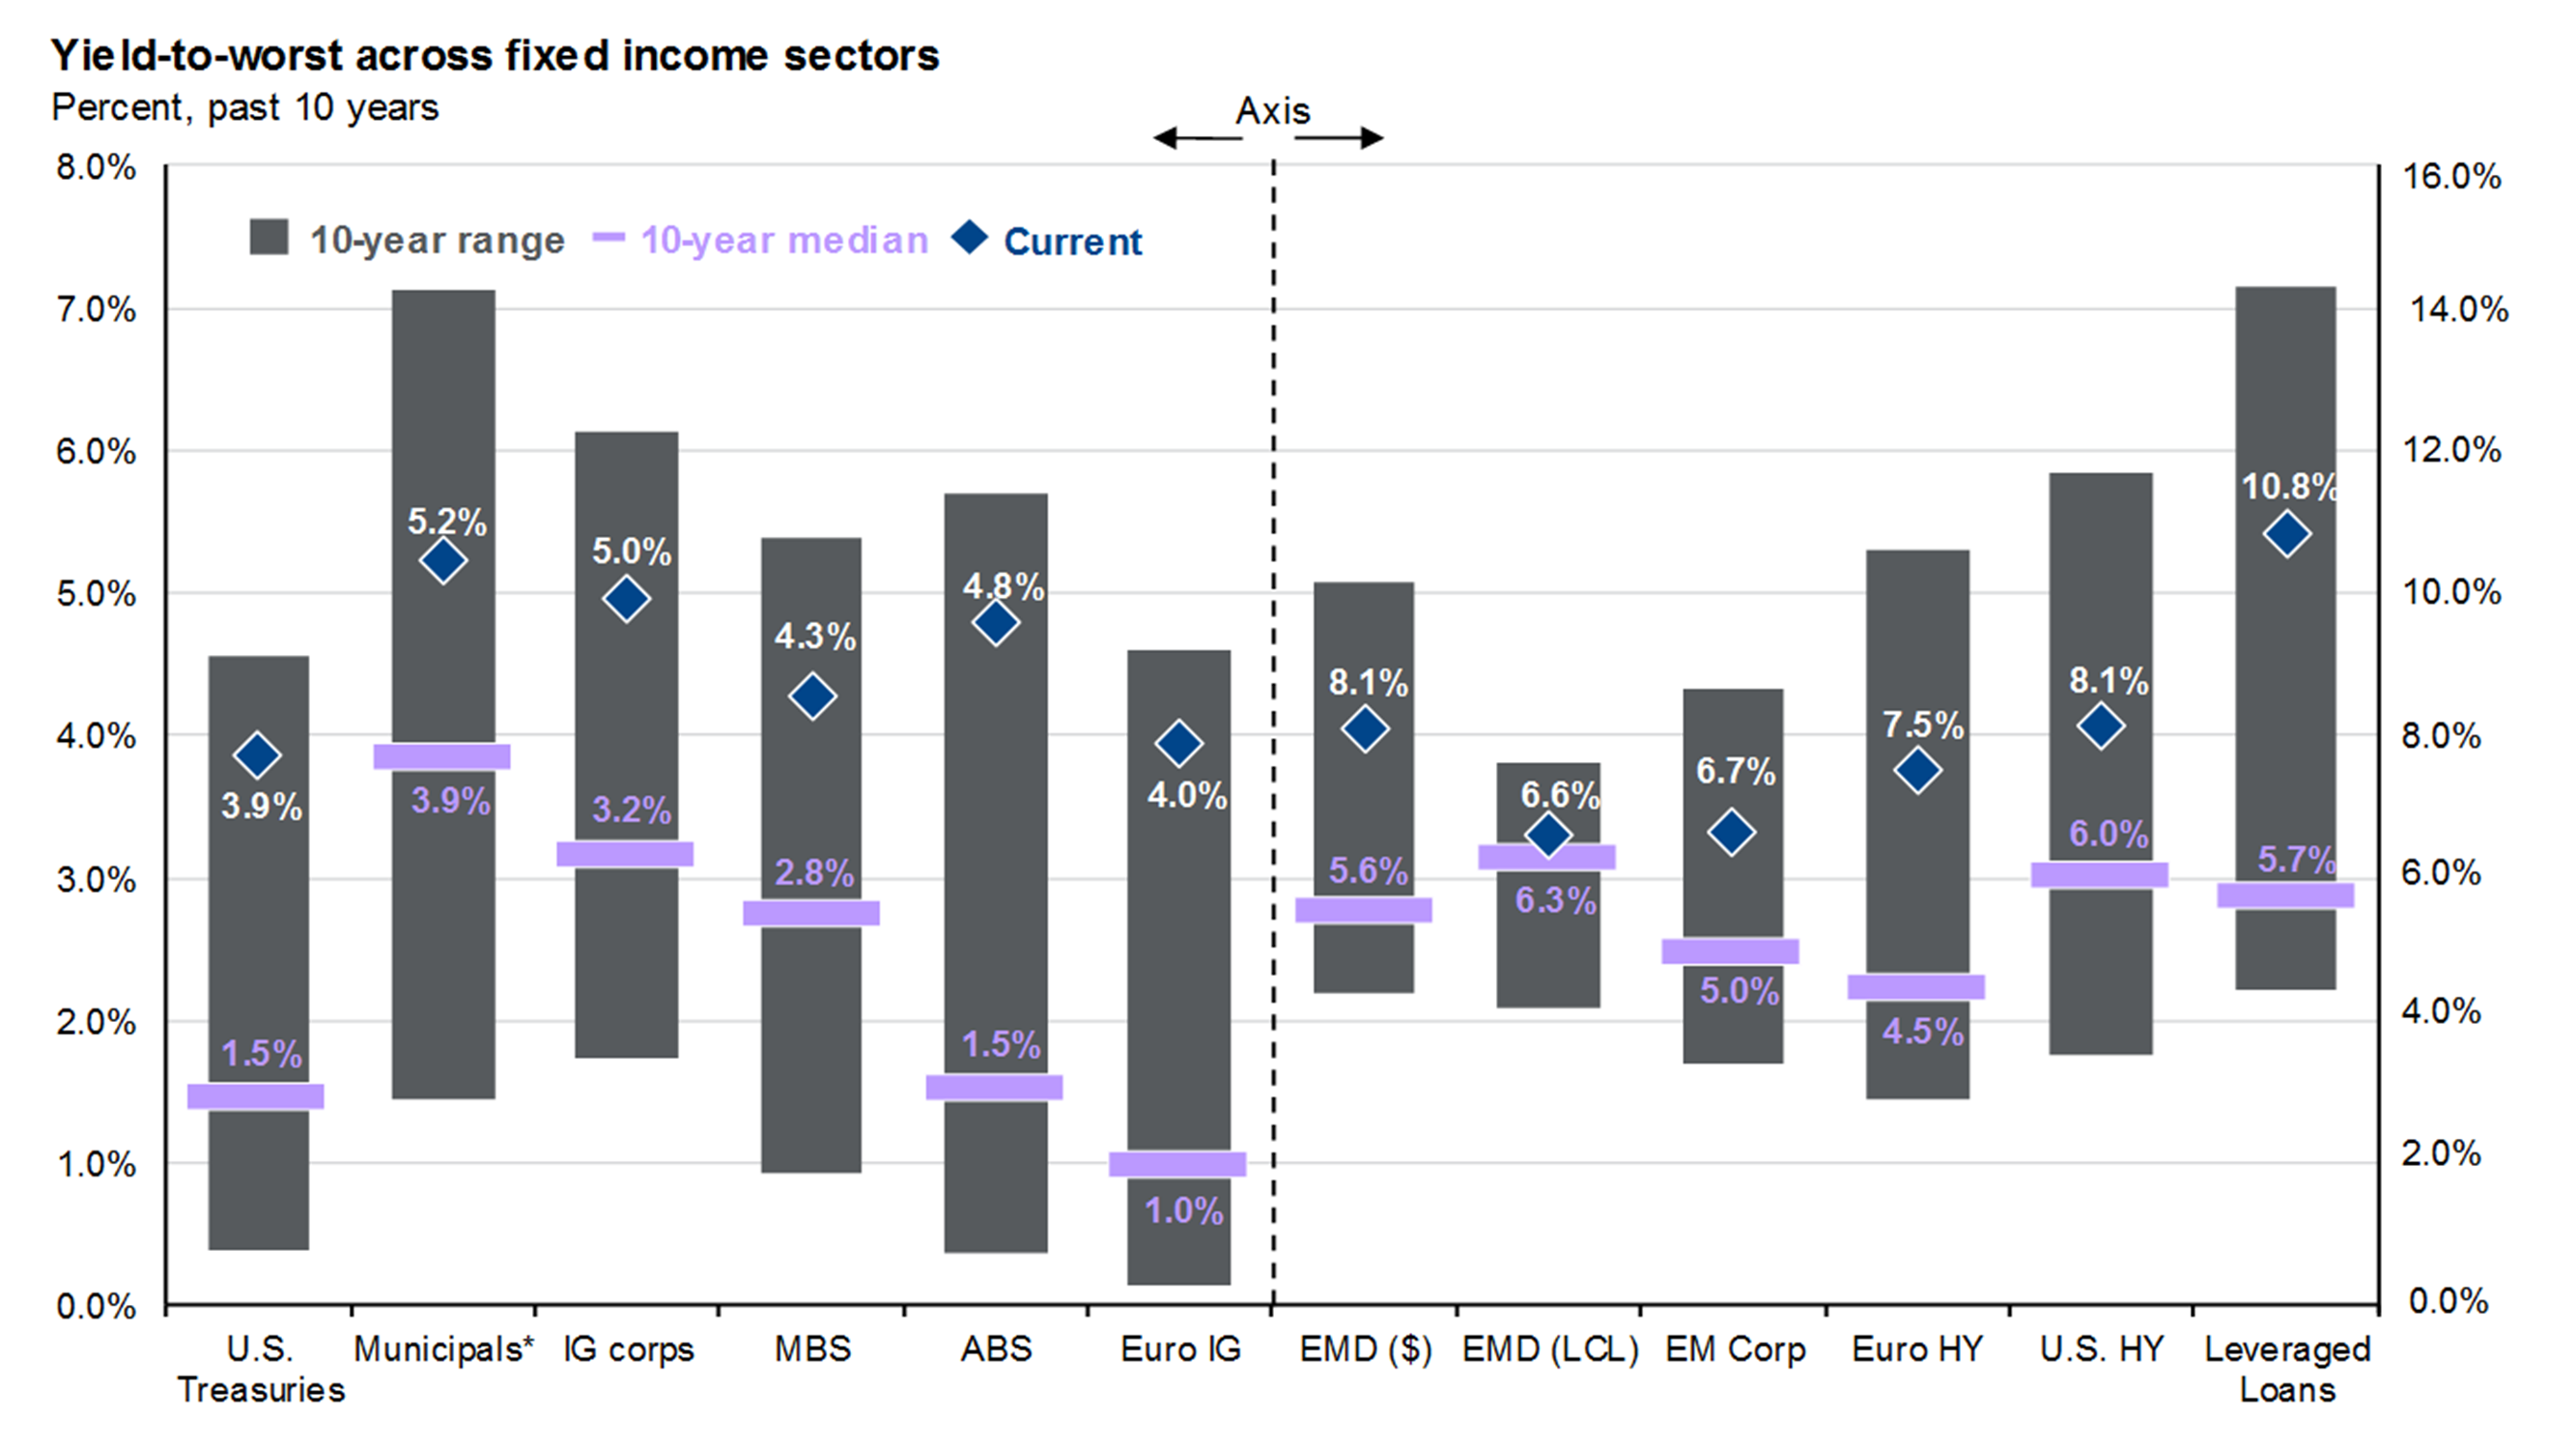 Yield-to-worst across fixed income sectors
Percent, past 10 years
Axis
8.0%
16.0%
10-year range
10-year median
Current
7.0%
14.0%
6.0%
12.0%
5.0%
10.0%
4.0%
8.0%
3.0%
6.0%
2.0%
4.0%
1.0%
2.0%
0.0%
0.0%
3.9%
1.5%
5.2%
3.9%
5.0%
3.2%
4.3%
2.8%
4.8%
1.5%
4.0%
1.0%
8.1%
5.6%
6.6%
6.3%
6.7%
5.0%
7.5%
4.5%
8.1%
6.0%
10.8%
5.7%
U.S.
Treasuries
Municipals*
IG corps
MBS
ABS
Euro IG
EMD ($)
EMD (LCL)
EM Corp
Euro HY
U.S. HY
Leveraged
Loans